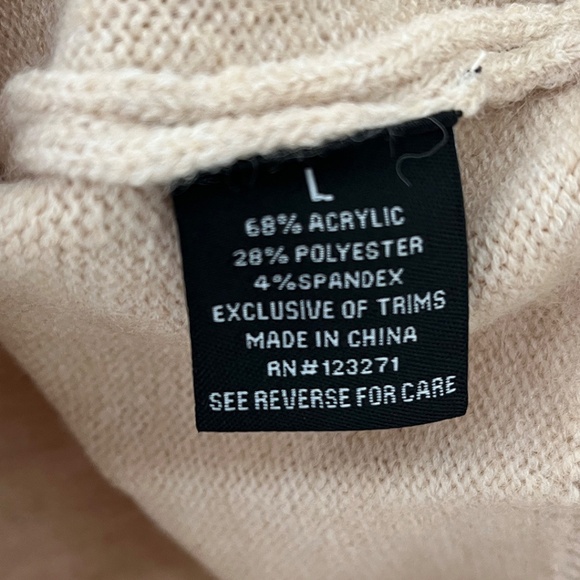 L
68% ACRYLIC
28% POLYESTER
4%SPANDEX
EXCLUSIVE OF TRIMS
MADE IN CHINA
RN#123271
SEE REVERSE FOR CARE